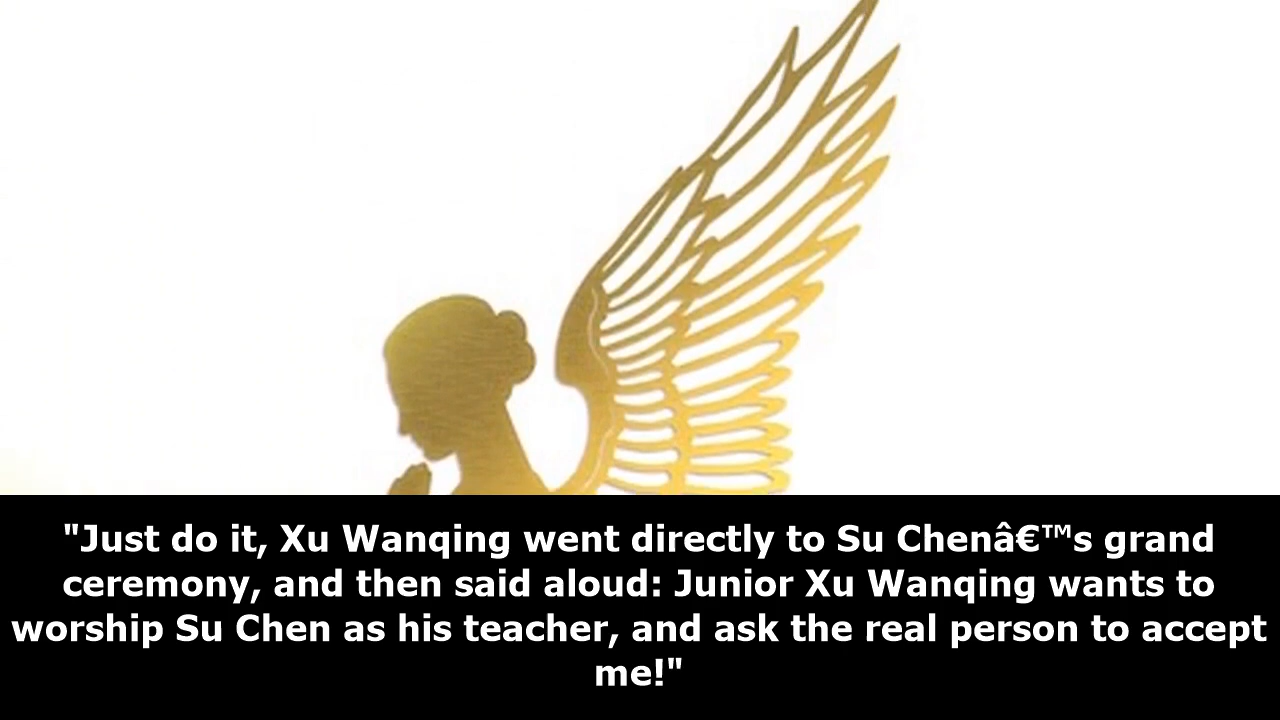 "Just do it, Xu Wanqing went directly to Su Chenâ€™s grand
ceremony, and then said aloud: Junior Xu Wanqing wants to
worship Su Chen as his teacher, and ask the real person to accept
me!"